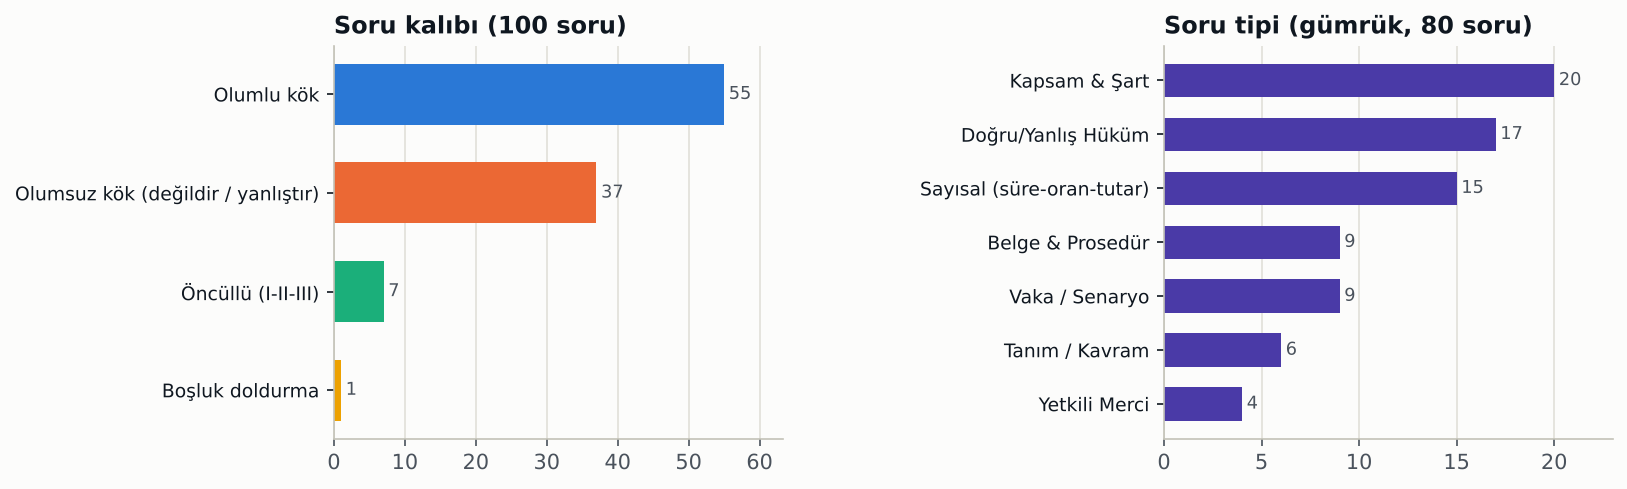 Soru kalıbı (100 soru)
Olumlu kök
55
Olumsuz kök (değildir / yanlıştır)
37
Öncüllü (I-II-III)
7
Boşluk doldurma
1
0 10 20 30 40 50 60
Soru tipi (gümrük, 80 soru)
Kapsam & Şart
20
Doğru/Yanlış Hüküm
17
Sayısal (süre-oran-tutar)
15
Belge & Prosedür
9
Vaka / Senaryo
9
Tanım / Kavram
6
Yetkili Merci
4
0 5 10 15 20